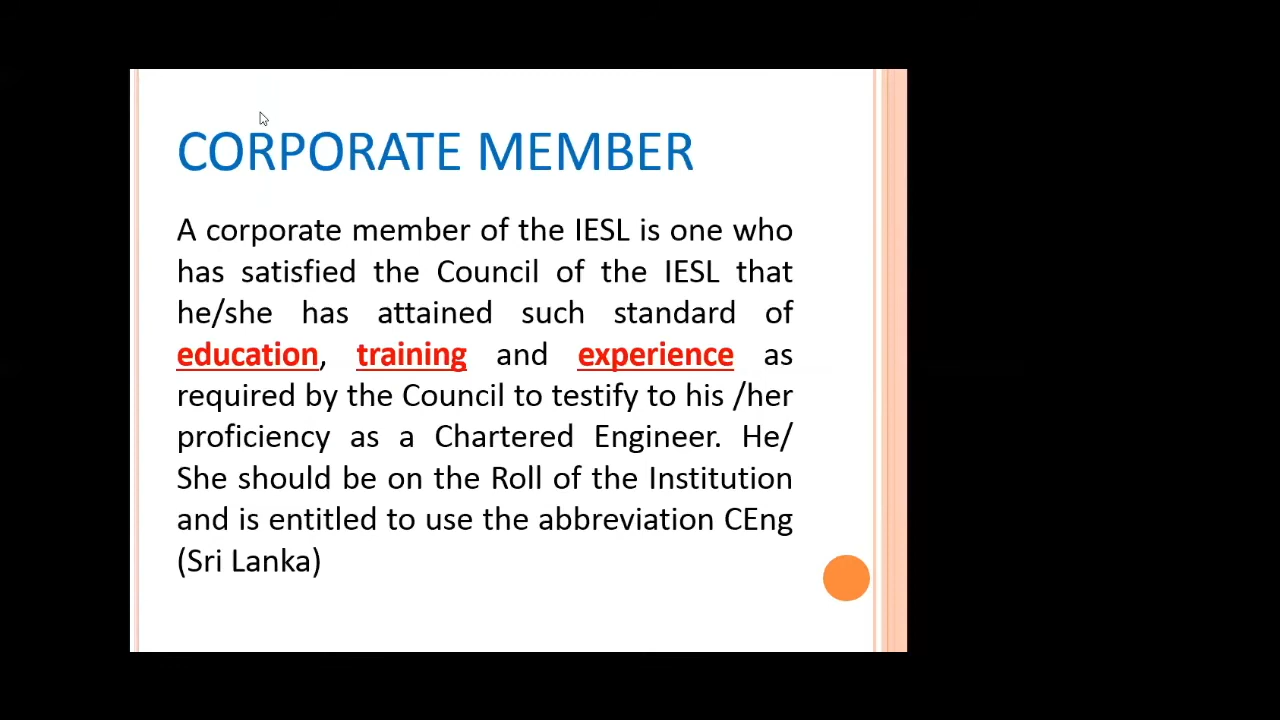 CORPORATE MEMBER
A corporate member of the IESL is one who
has satisfied the Council of the IESL that
he/she has attained such standard of
education, training and experience as
required by the Council to testify to his /her
proficiency as a Chartered Engineer. He/
She should be on the Roll of the Institution
and is entitled to use the abbreviation CEng
(Sri Lanka)